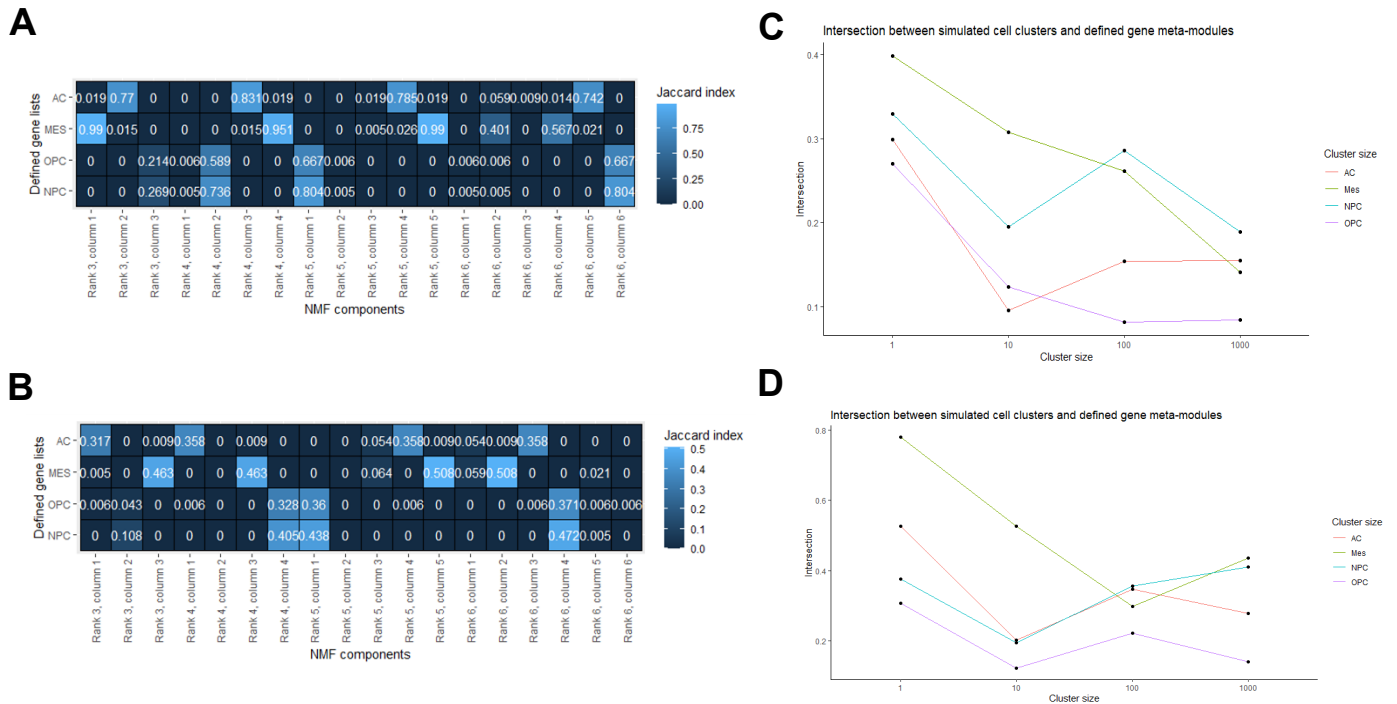 A
AC 0.019 0.77 0 0 0 0.831 0.019 0 0 0.019 0.785 0.019 0 0.059 0.009 0.014 0.742 0
MES 0.99 0.015 0 0 0 0.015 0.951 0 0 0.005 0.026 0.99 0 0.401 0 0.567 0.021 0
OPC 0 0 0.214 0.006 0.589 0 0 0.667 0.006 0 0 0 0.006 0.006 0 0 0 0.667
NPC 0 0 0.269 0.005 0.736 0 0 0.804 0.005 0 0 0 0.005 0.005 0 0 0 0.804
Defined gene lists
Rank 3, column 1
Rank 3, column 2
Rank 3, column 3
Rank 4, column 1
Rank 4, column 2
Rank 4, column 3
Rank 4, column 4
Rank 5, column 1
Rank 5, column 2
Rank 5, column 3
Rank 5, column 4
Rank 5, column 5
Rank 6, column 1
Rank 6, column 2
Rank 6, column 3
Rank 6, column 4
Rank 6, column 5
Rank 6, column 6
NMF components
Jaccard index
0.75
0.50
0.25
0.00
B
AC 0.317 0 0.009 0.358 0 0.009 0 0 0 0.054 0.358 0.009 0.054 0.009 0.358 0 0 0
MES 0.005 0 0.463 0 0 0.463 0 0 0 0.064 0 0.508 0.059 0.508 0 0 0.021 0
OPC 0.006 0.043 0 0.006 0 0 0.328 0.36 0 0 0.006 0 0 0 0.006 0.371 0.006 0.006
NPC 0 0.108 0 0 0 0 0.405 0.438 0 0 0 0 0 0 0 0.472 0.005 0
Defined gene lists
Rank 3, column 1
Rank 3, column 2
Rank 3, column 3
Rank 4, column 1
Rank 4, column 2
Rank 4, column 3
Rank 4, column 4
Rank 5, column 1
Rank 5, column 2
Rank 5, column 3
Rank 5, column 4
Rank 5, column 5
Rank 6, column 1
Rank 6, column 2
Rank 6, column 3
Rank 6, column 4
Rank 6, column 5
Rank 6, column 6
NMF components
Jaccard index
0.5
0.4
0.3
0.2
0.1
0.0
C
Intersection between simulated cell clusters and defined gene meta-modules
0.4
0.3
0.2
0.1
Intersection
1 10 100 1000
Cluster size
Cluster size
AC
Mes
NPC
OPC
D
Intersection between simulated cell clusters and defined gene meta-modules
0.8
0.6
0.4
0.2
Intersection
1 10 100 1000
Cluster size
Cluster size
AC
Mes
NPC
OPC